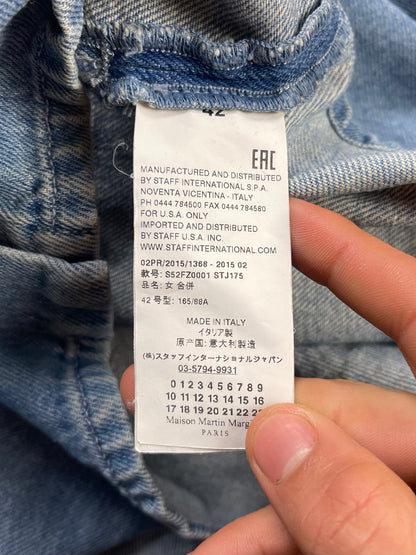 42
EAC
MANUFACTURED AND DISTRIBUTED
BY STAFF INTERNATIONAL S.P.A.
NOVENTA VICENTINA - ITALY
PH 0444 784500 FAX 0444 784580
FOR U.S.A. ONLY
IMPORTED AND DISTRIBUTED
BY STAFF U.S.A. INC.
WWW.STAFFINTERNATIONAL.COM
02PR/2015/1368 - 2015 02
款号: S52FZ0001 STJ175
品名: 女 合併
42 号型: 165/88A
MADE IN ITALY
イタリア製
原产国: 意大利製造
(株)スタッフインターナショナルジャパン
03-5794-9931
0 1 2 3 4 5 6 7 8 9
10 11 12 13 14 15 16
17 18 19 20 21 22
Maison Martin Marg
PARIS